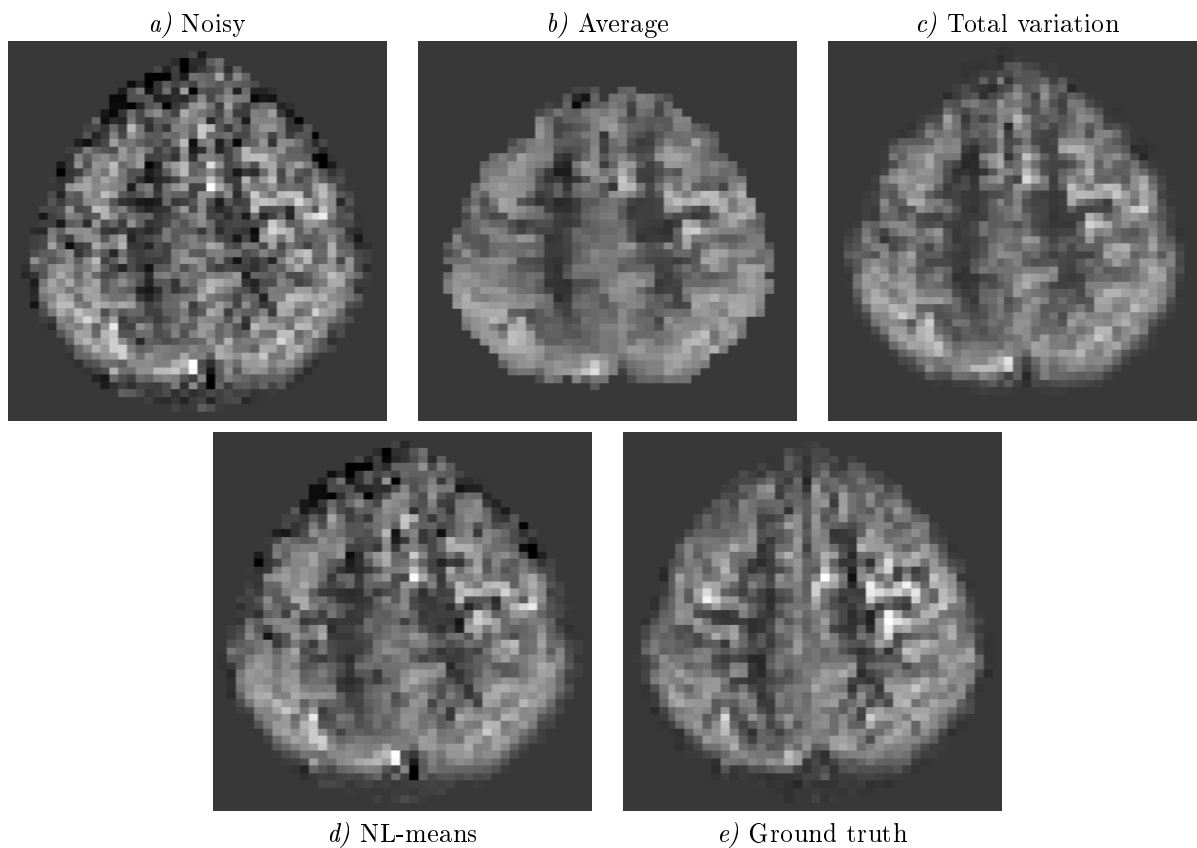 a) Noisy
b) Average
c) Total variation
d) NL-means
e) Ground truth